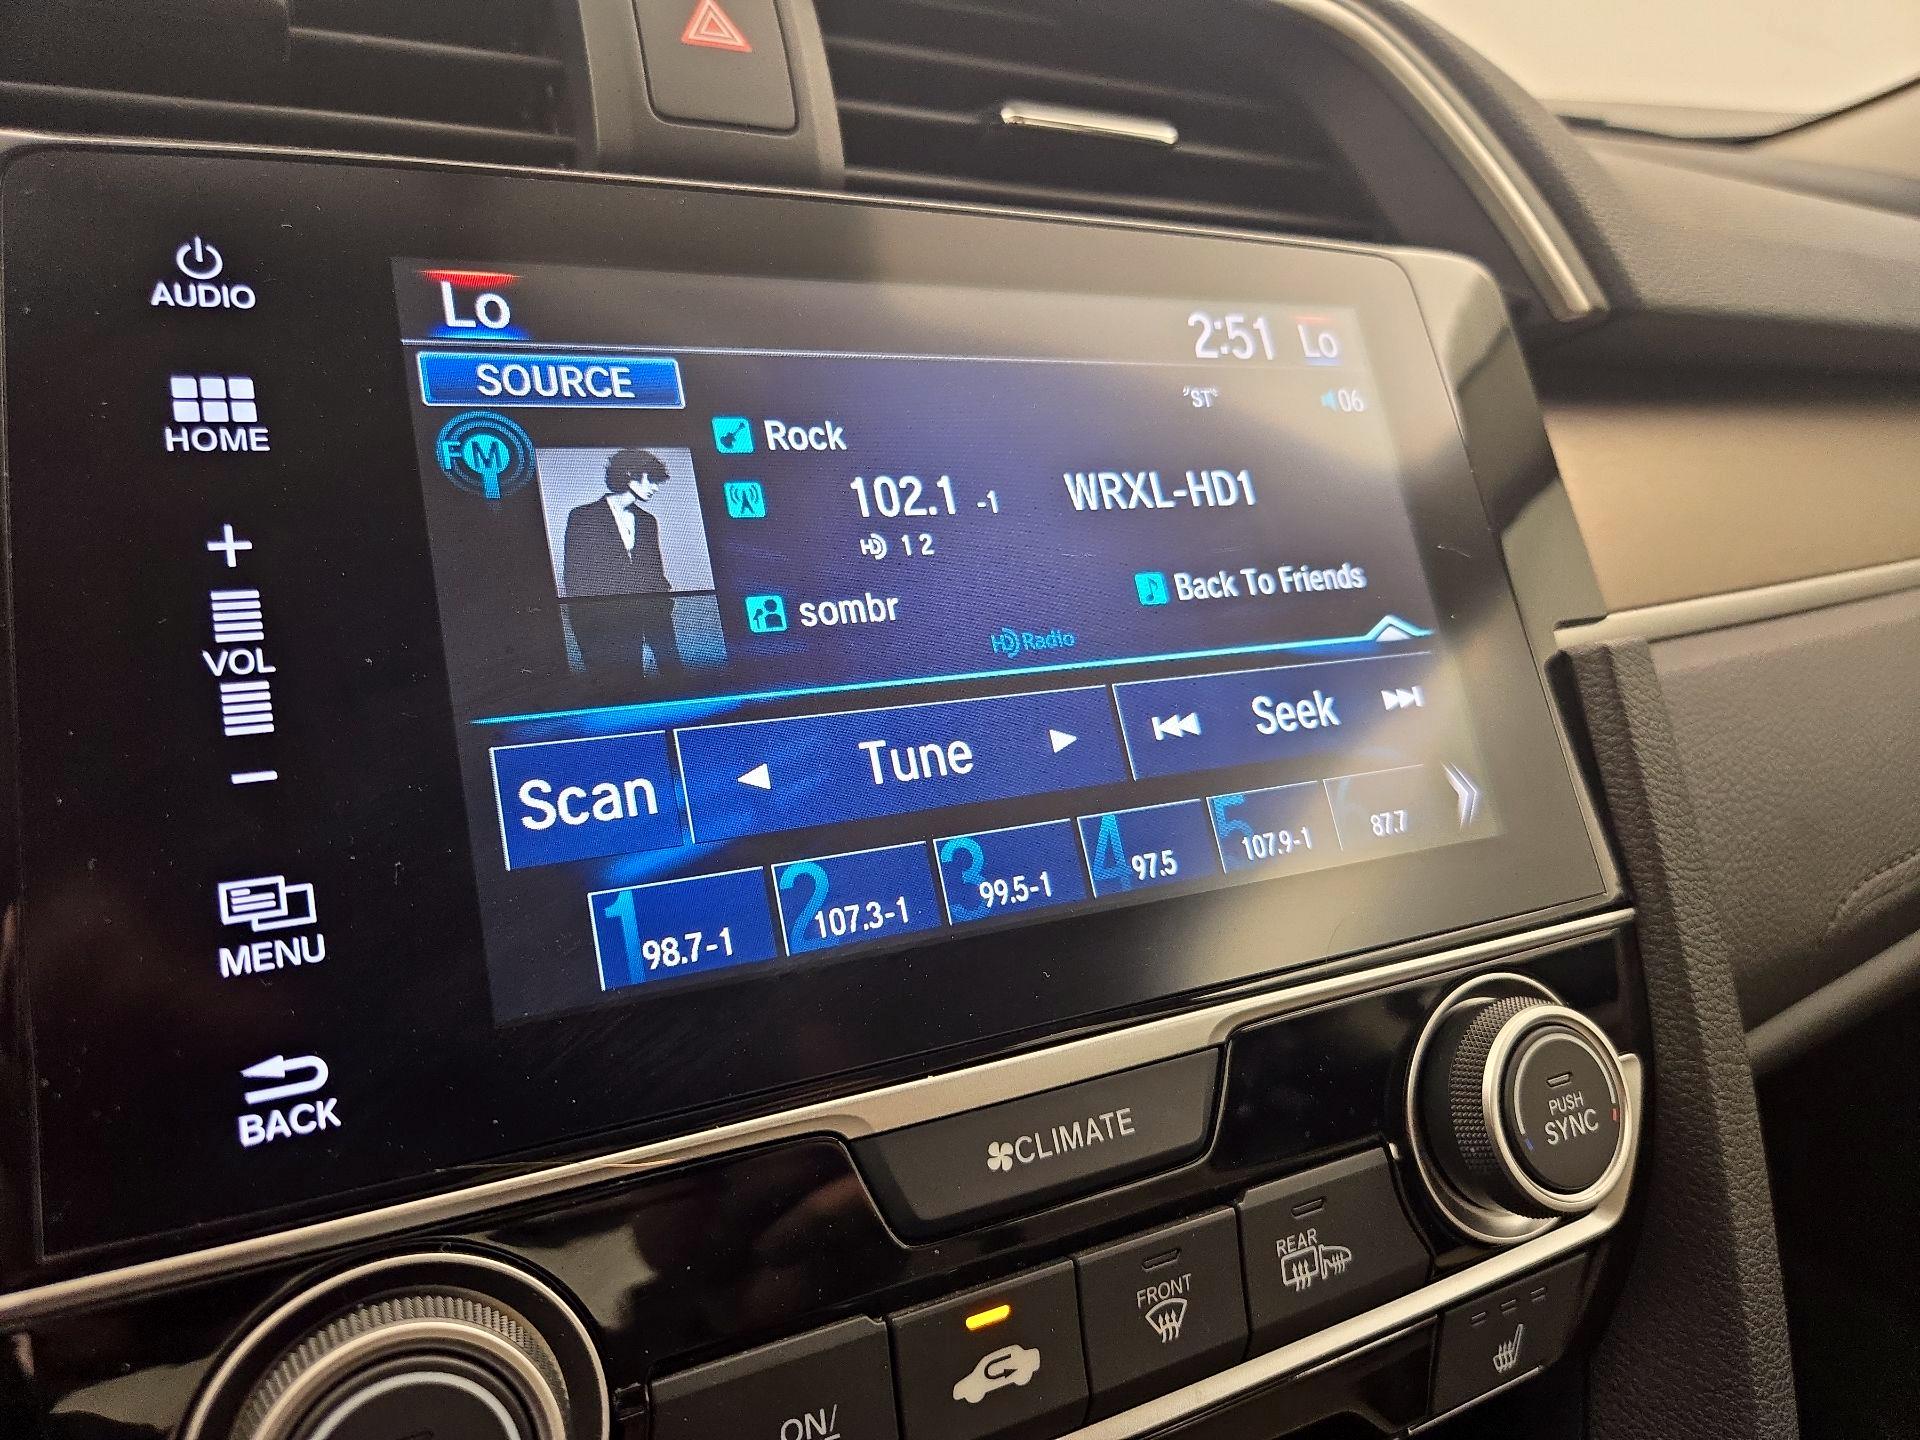 AUDIO
HOME
+
VOL
−
MENU
BACK
Lo
2:51 Lo
SOURCE
"ST"
06
FM
Rock
102.1 -1 WRXL-HD1
HD 1 2
sombr
Back To Friends
HD Radio
Scan
Tune
Seek
1 98.7-1
2 107.3-1
3 99.5-1
4 97.5
5 107.9-1
6 87.7
CLIMATE
PUSH
SYNC
REAR
FRONT
ON/